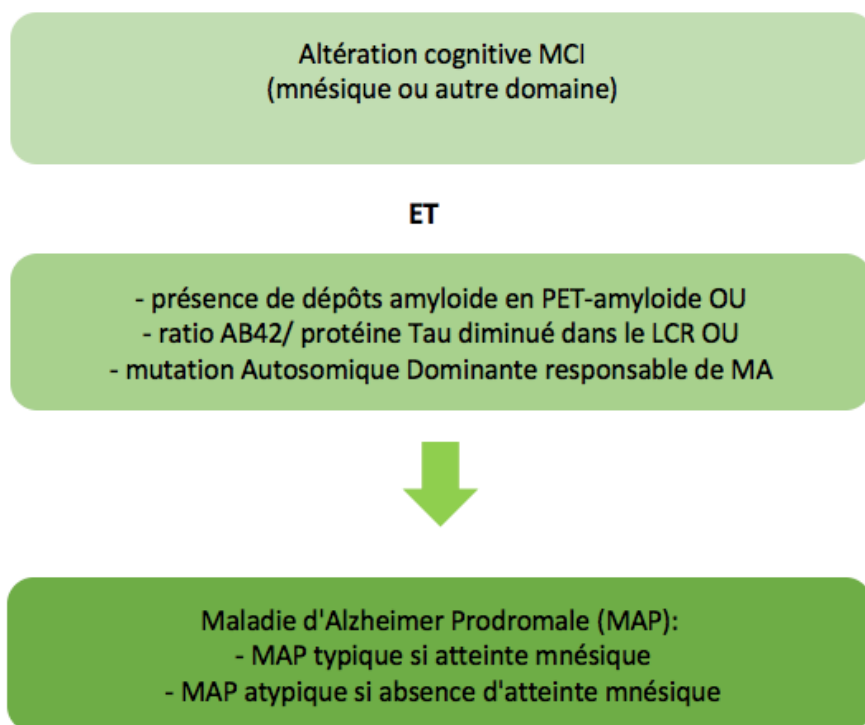 Altération cognitive MCI
(mnésique ou autre domaine)
ET
- présence de dépôts amyloide en PET-amyloide OU
- ratio AB42/ protéine Tau diminué dans le LCR OU
- mutation Autosomique Dominante responsable de MA
Maladie d'Alzheimer Prodromale (MAP):
- MAP typique si atteinte mnésique
- MAP atypique si absence d'atteinte mnésique